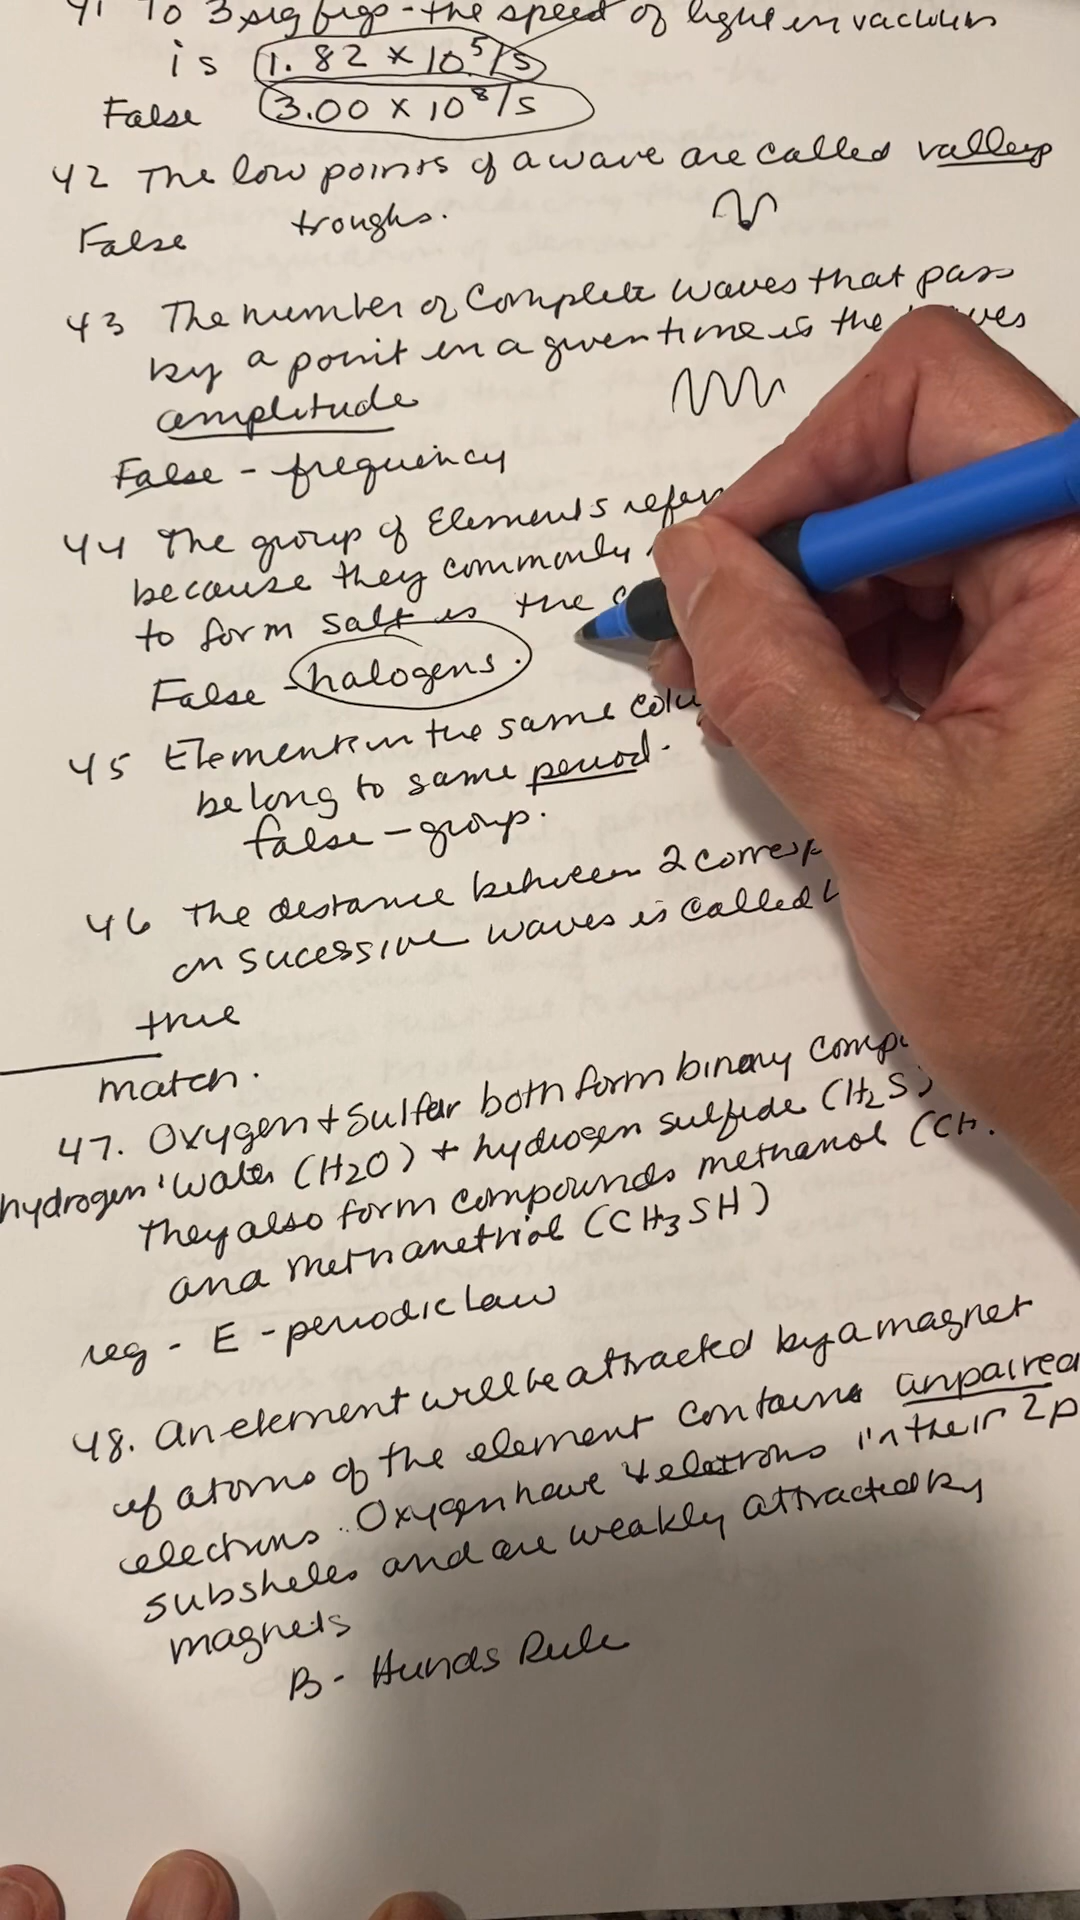 41 To 3 sig figs - the speed of light in vacuum
is 1.82 × 10⁵/s
False 3.00 × 10⁸/s
42 The low points of a wave are called valleys
False troughs.
43 The number of Complete waves that pass
by a point in a given time is the waves
amplitude
False - frequency
44 The group of Elements refer
because they commonly
to form salt is the
False - halogens.
45 Elements in the same colu
belong to same period.
false - group.
46 The distance between 2 corresp
on sucessive waves is called
true
match.
47. Oxygen + Sulfur both form binary comp
hydrogen water (H2O) + hydrogen sulfide (H2S)
They also form compounds methanol (CH
and methanethiol (CH3SH)
reg - E - periodic Law
48. An element will be attracted by a magnet
if atoms of the element contains unpaired
electrons. Oxygen have 4 eletrons in their 2p
subshells and are weakly attracted by
magnets
B - Hunds Rule